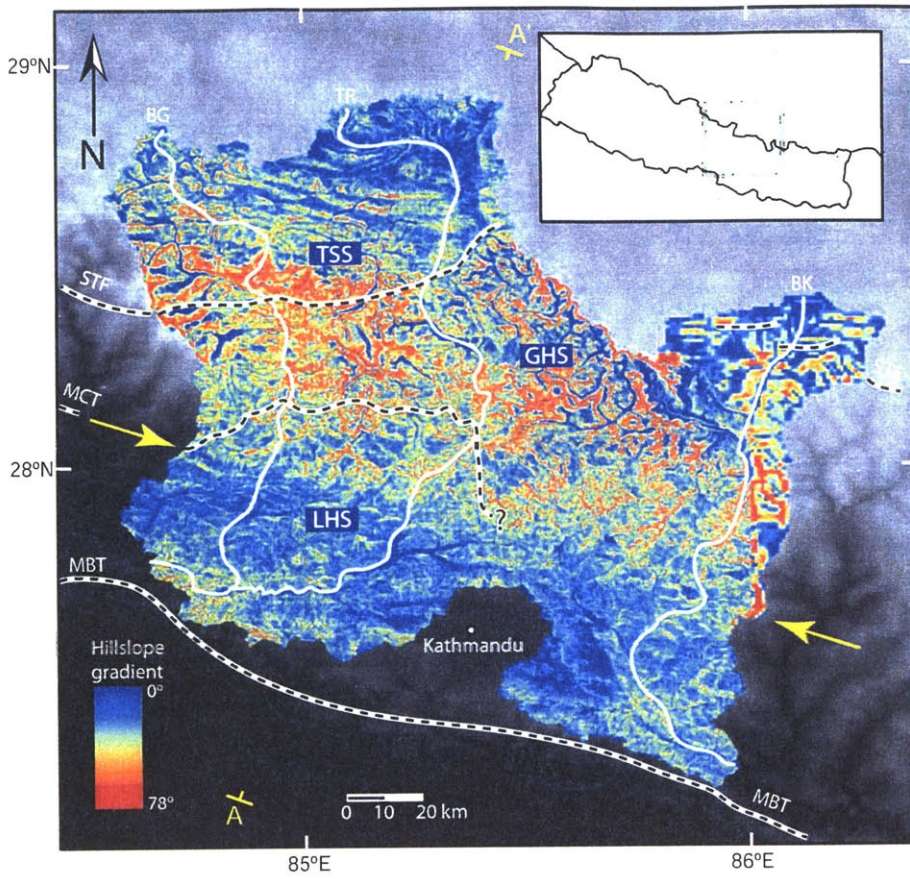 A'
29°N
TR
BG
N
TSS
STF
BK
GHS
MCT
28°N
?
LHS
MBT
Kathmandu
Hillslope
gradient
0°
78°
A
0 10 20 km
MBT
85°E
86°E